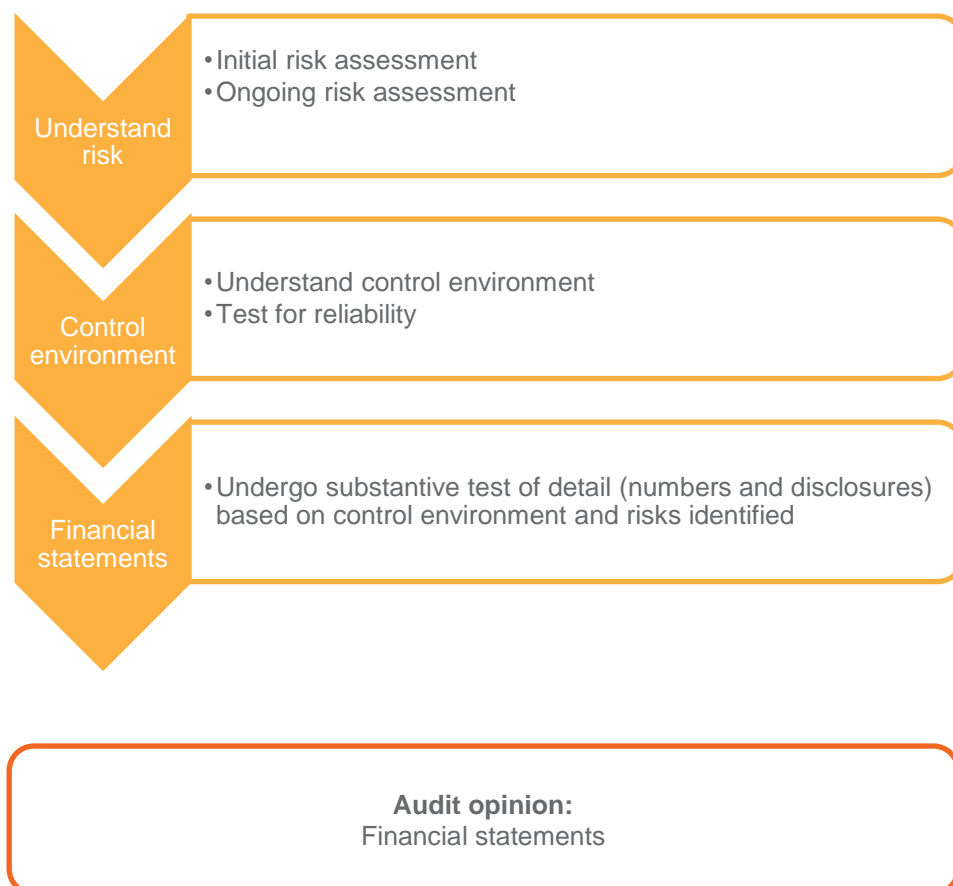 •Initial risk assessment
•Ongoing risk assessment
Understand
risk
•Understand control environment
•Test for reliability
Control
environment
•Undergo substantive test of detail (numbers and disclosures)
based on control environment and risks identified
Financial
statements
Audit opinion:
Financial statements